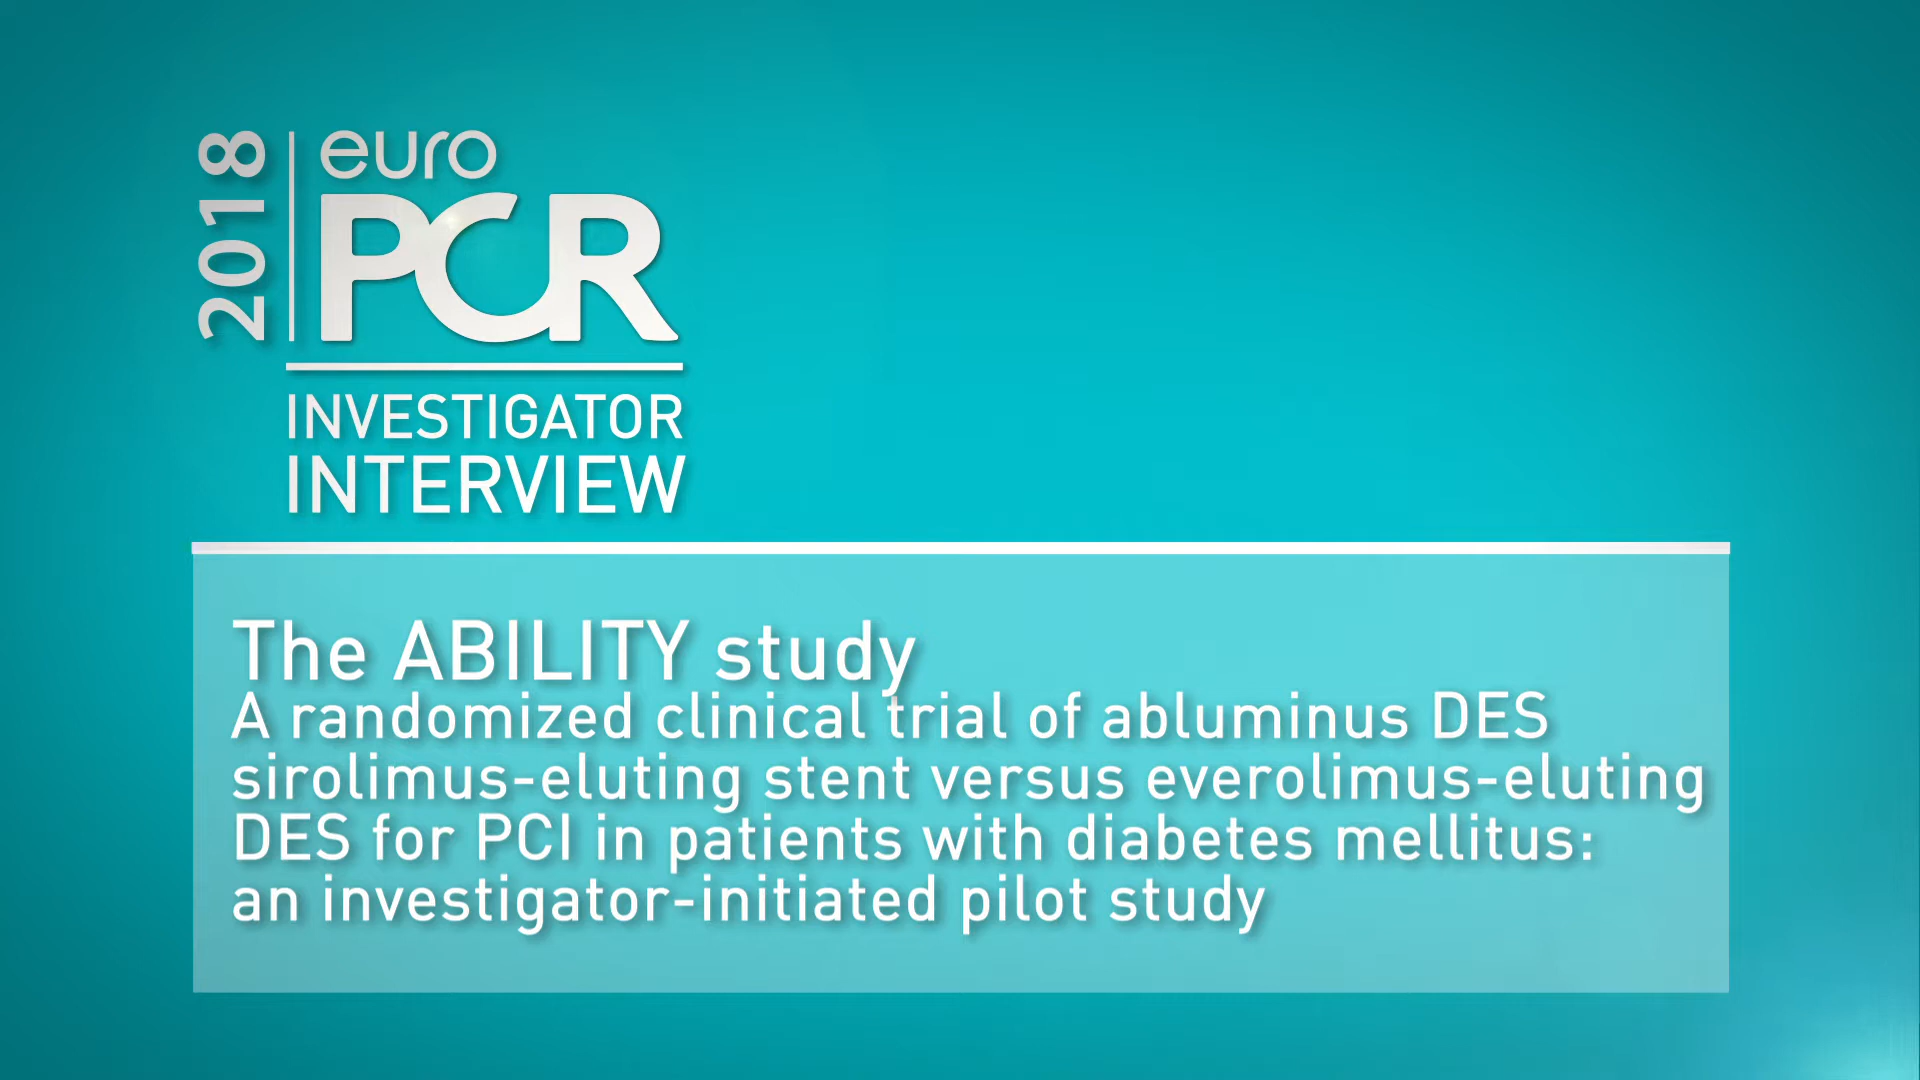 2018
euro
PCR
INVESTIGATOR
INTERVIEW
The ABILITY study
A randomized clinical trial of abluminus DES
sirolimus-eluting stent versus everolimus-eluting
DES for PCI in patients with diabetes mellitus:
an investigator-initiated pilot study